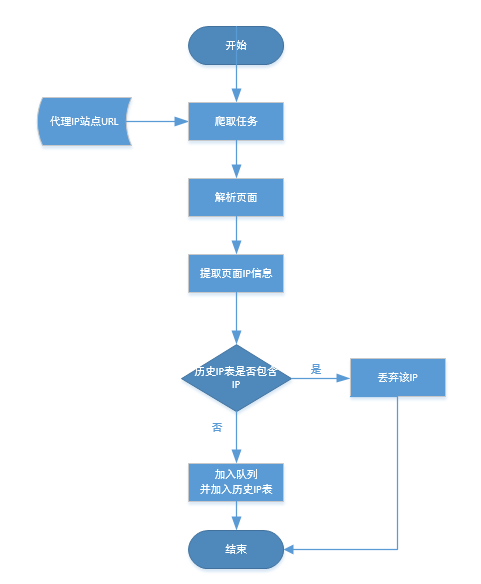 开始
代理IP站点URL
爬取任务
解析页面
提取页面IP信息
历史IP表是否包含
IP
是
丢弃该IP
否
加入队列
并加入历史IP表
结束